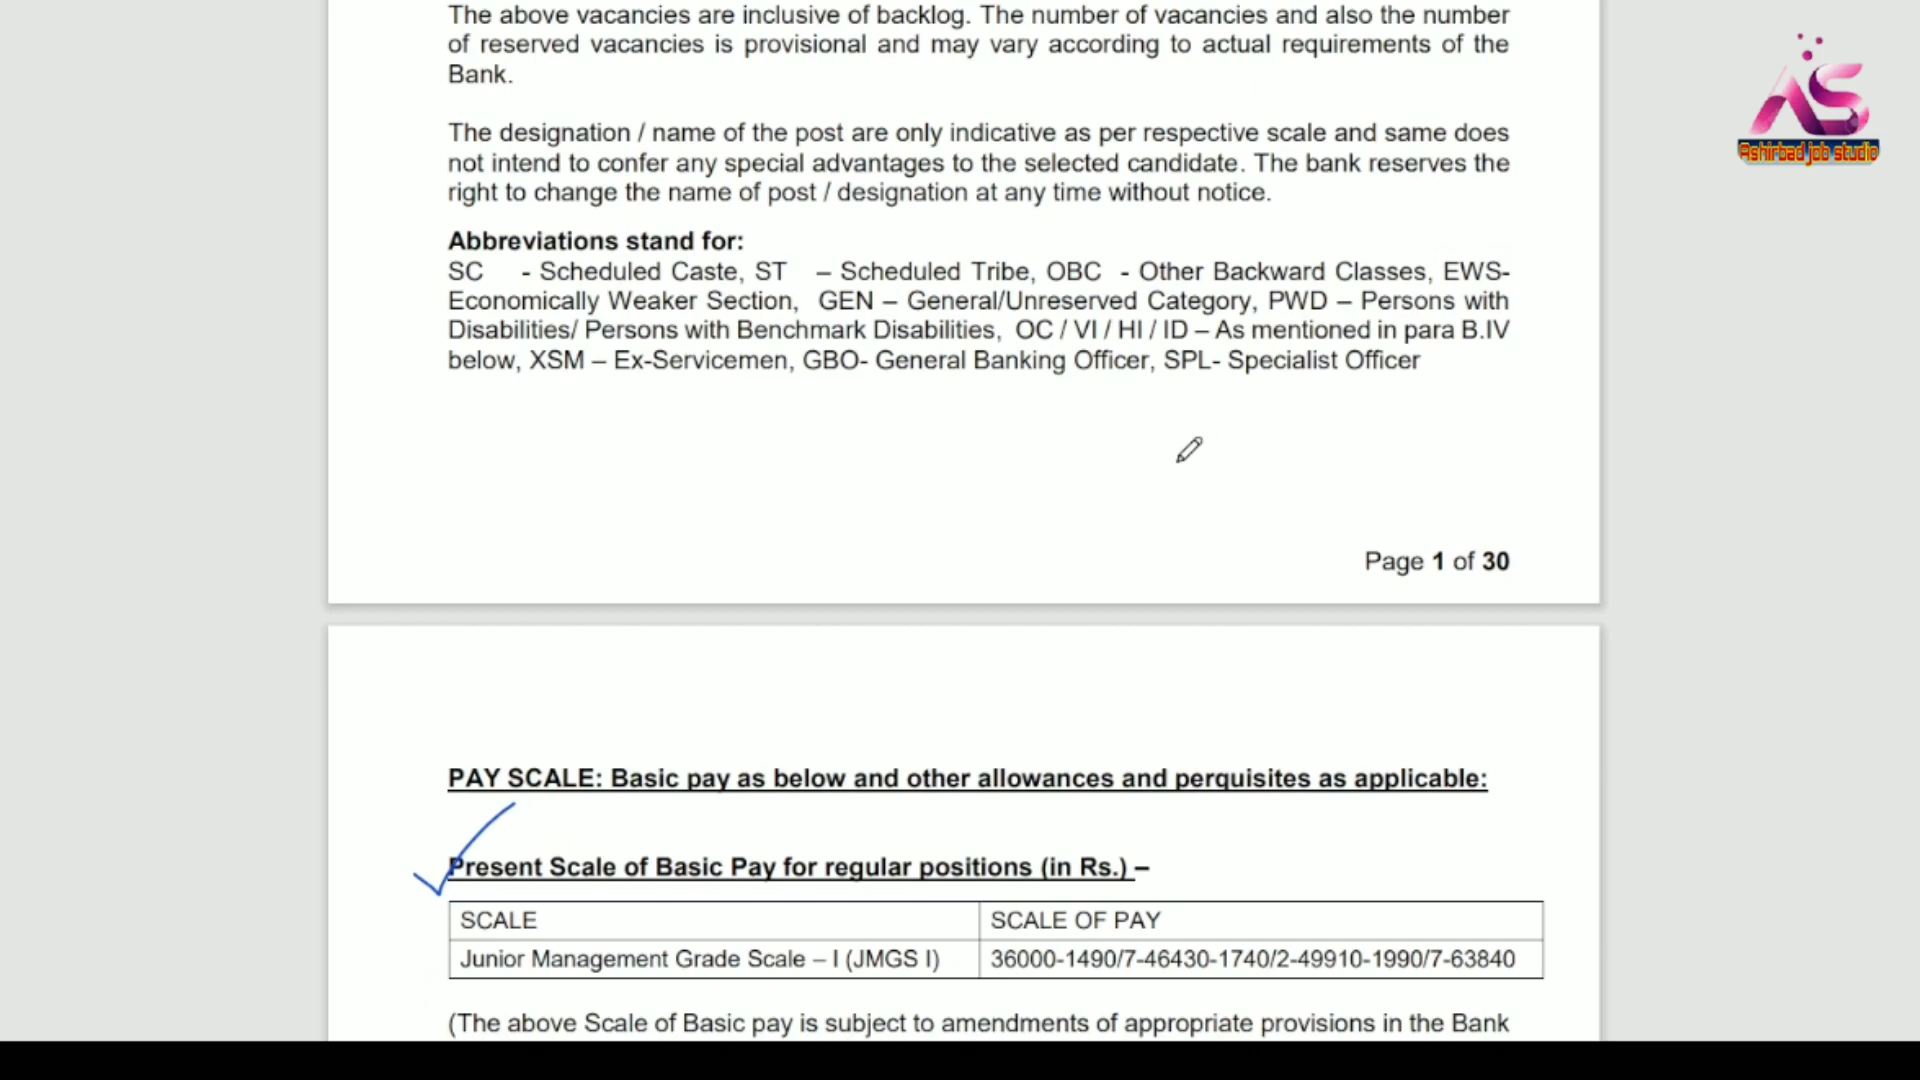 The above vacancies are inclusive of backlog. The number of vacancies and also the number
of reserved vacancies is provisional and may vary according to actual requirements of the
Bank.
The designation / name of the post are only indicative as per respective scale and same does
not intend to confer any special advantages to the selected candidate. The bank reserves the
right to change the name of post / designation at any time without notice.
Abbreviations stand for:
SC - Scheduled Caste, ST – Scheduled Tribe, OBC - Other Backward Classes, EWS-
Economically Weaker Section, GEN – General/Unreserved Category, PWD – Persons with
Disabilities/ Persons with Benchmark Disabilities, OC / VI / HI / ID – As mentioned in para B.IV
below, XSM – Ex-Servicemen, GBO- General Banking Officer, SPL- Specialist Officer
Page 1 of 30
PAY SCALE: Basic pay as below and other allowances and perquisites as applicable:
Present Scale of Basic Pay for regular positions (in Rs.) –
SCALE SCALE OF PAY
Junior Management Grade Scale – I (JMGS I) 36000-1490/7-46430-1740/2-49910-1990/7-63840
(The above Scale of Basic pay is subject to amendments of appropriate provisions in the Bank
AS
Ashirbad job studio